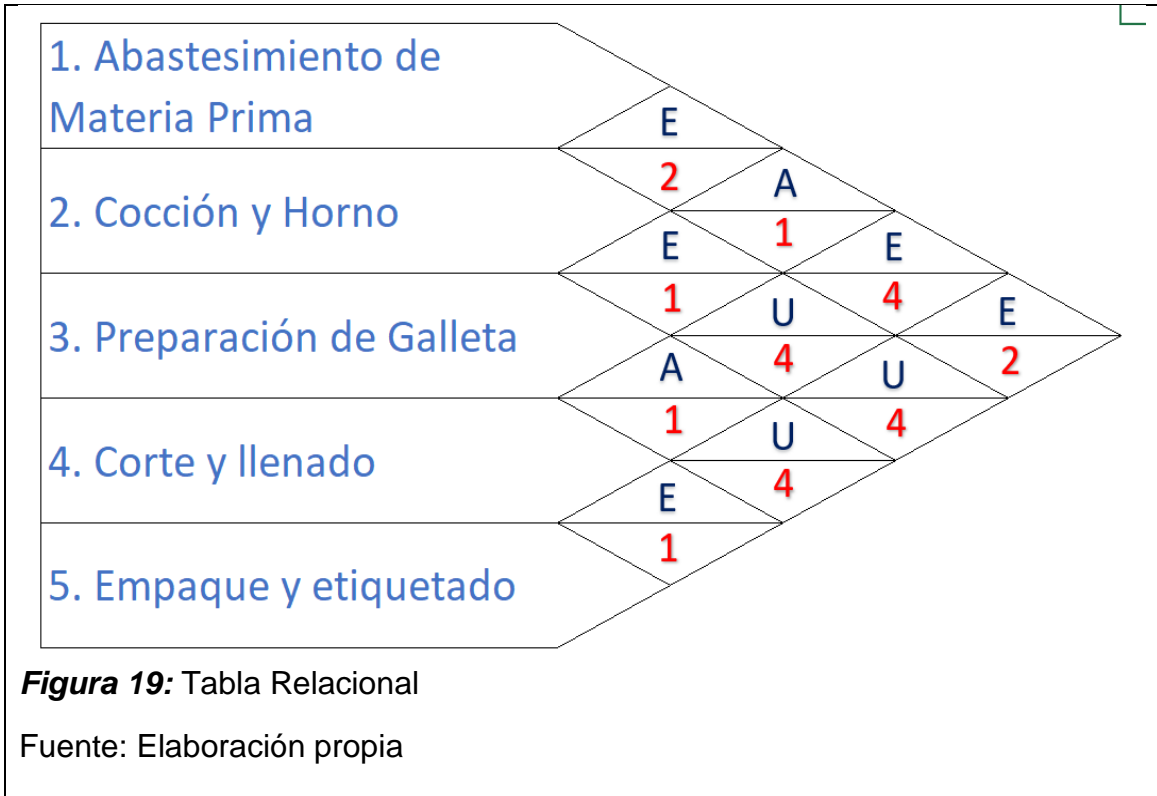 1. Abastesimiento de
Materia Prima
E
2
A
2. Cocción y Horno
1
E
E
1
4
E
U
3. Preparación de Galleta
4
2
A
U
1
4
U
4. Corte y llenado
4
E
1
5. Empaque y etiquetado
Figura 19: Tabla Relacional
Fuente: Elaboración propia